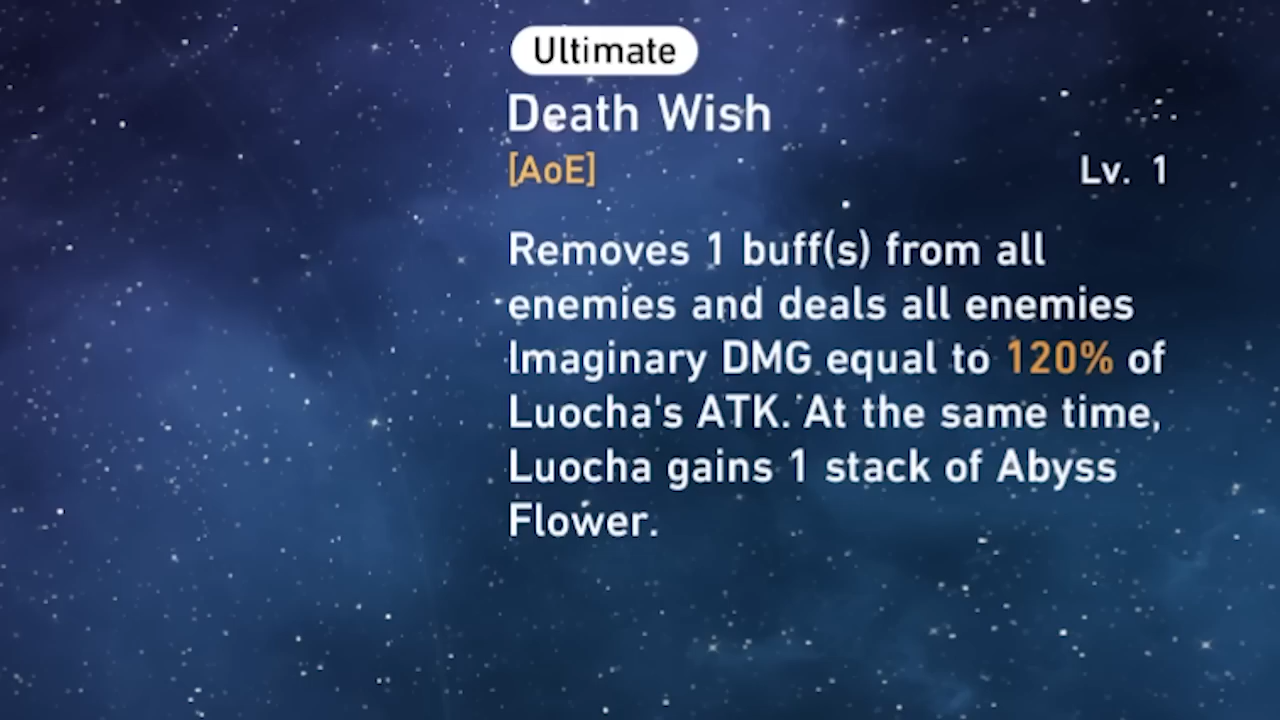 Ultimate
Death Wish
[AoE]
Lv. 1
Removes 1 buff(s) from all
enemies and deals all enemies
Imaginary DMG equal to 120% of
Luocha's ATK. At the same time,
Luocha gains 1 stack of Abyss
Flower.